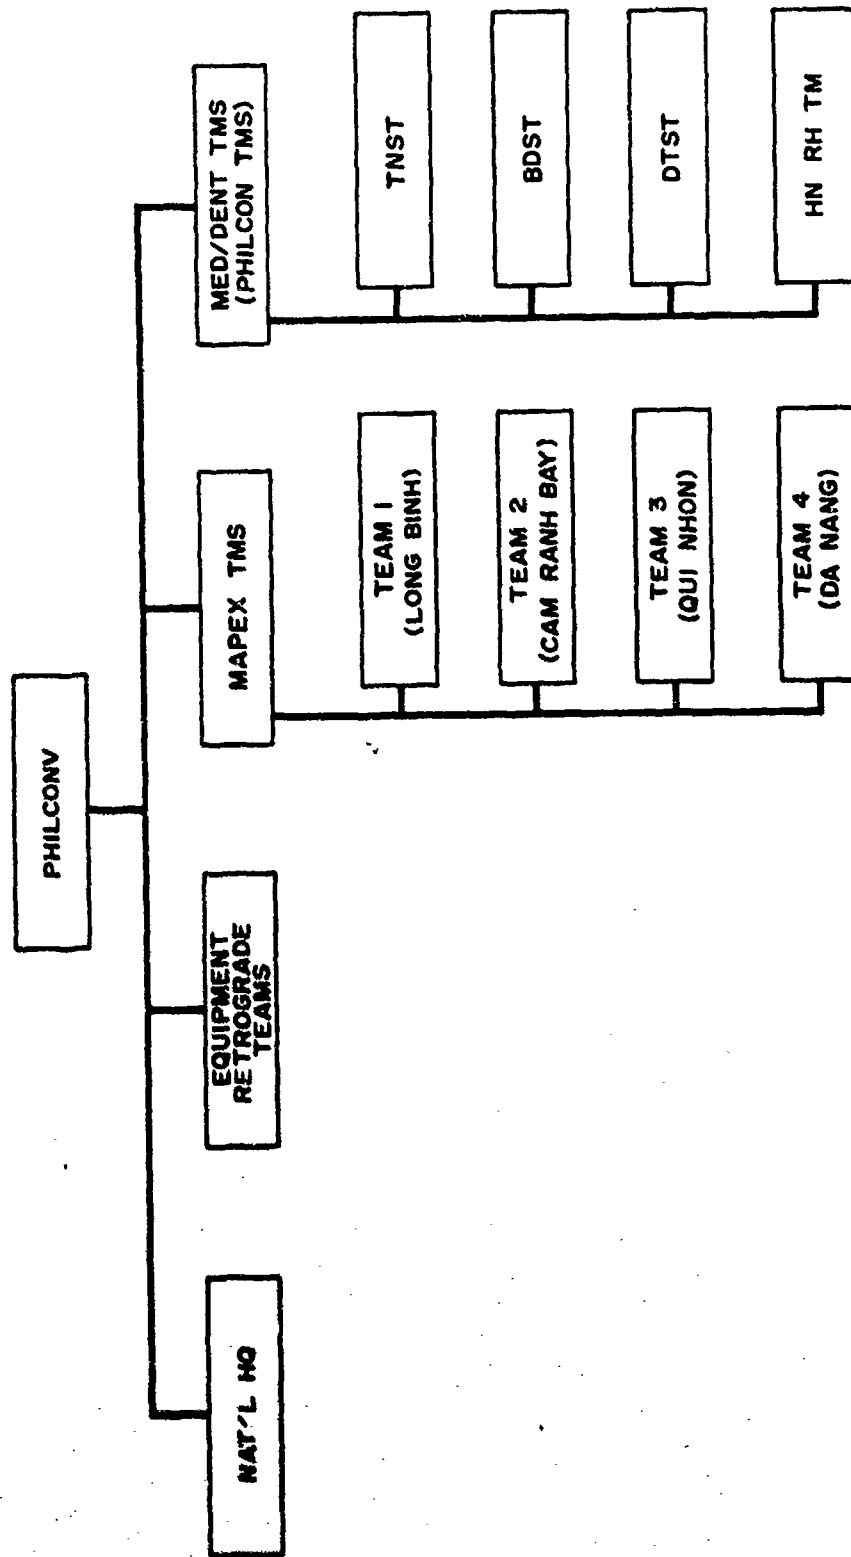 PHILCONV
NAT'L HQ
EQUIPMENT
RETROGRADE
TEAMS
MAPEX TMS
TEAM 1
(LONG BINH)
TEAM 2
(CAM RANH BAY)
TEAM 3
(QUI NHON)
TEAM 4
(DA NANG)
MED/DENT TMS
(PHILCON TMS)
TNST
BDST
DTST
HN RH TM